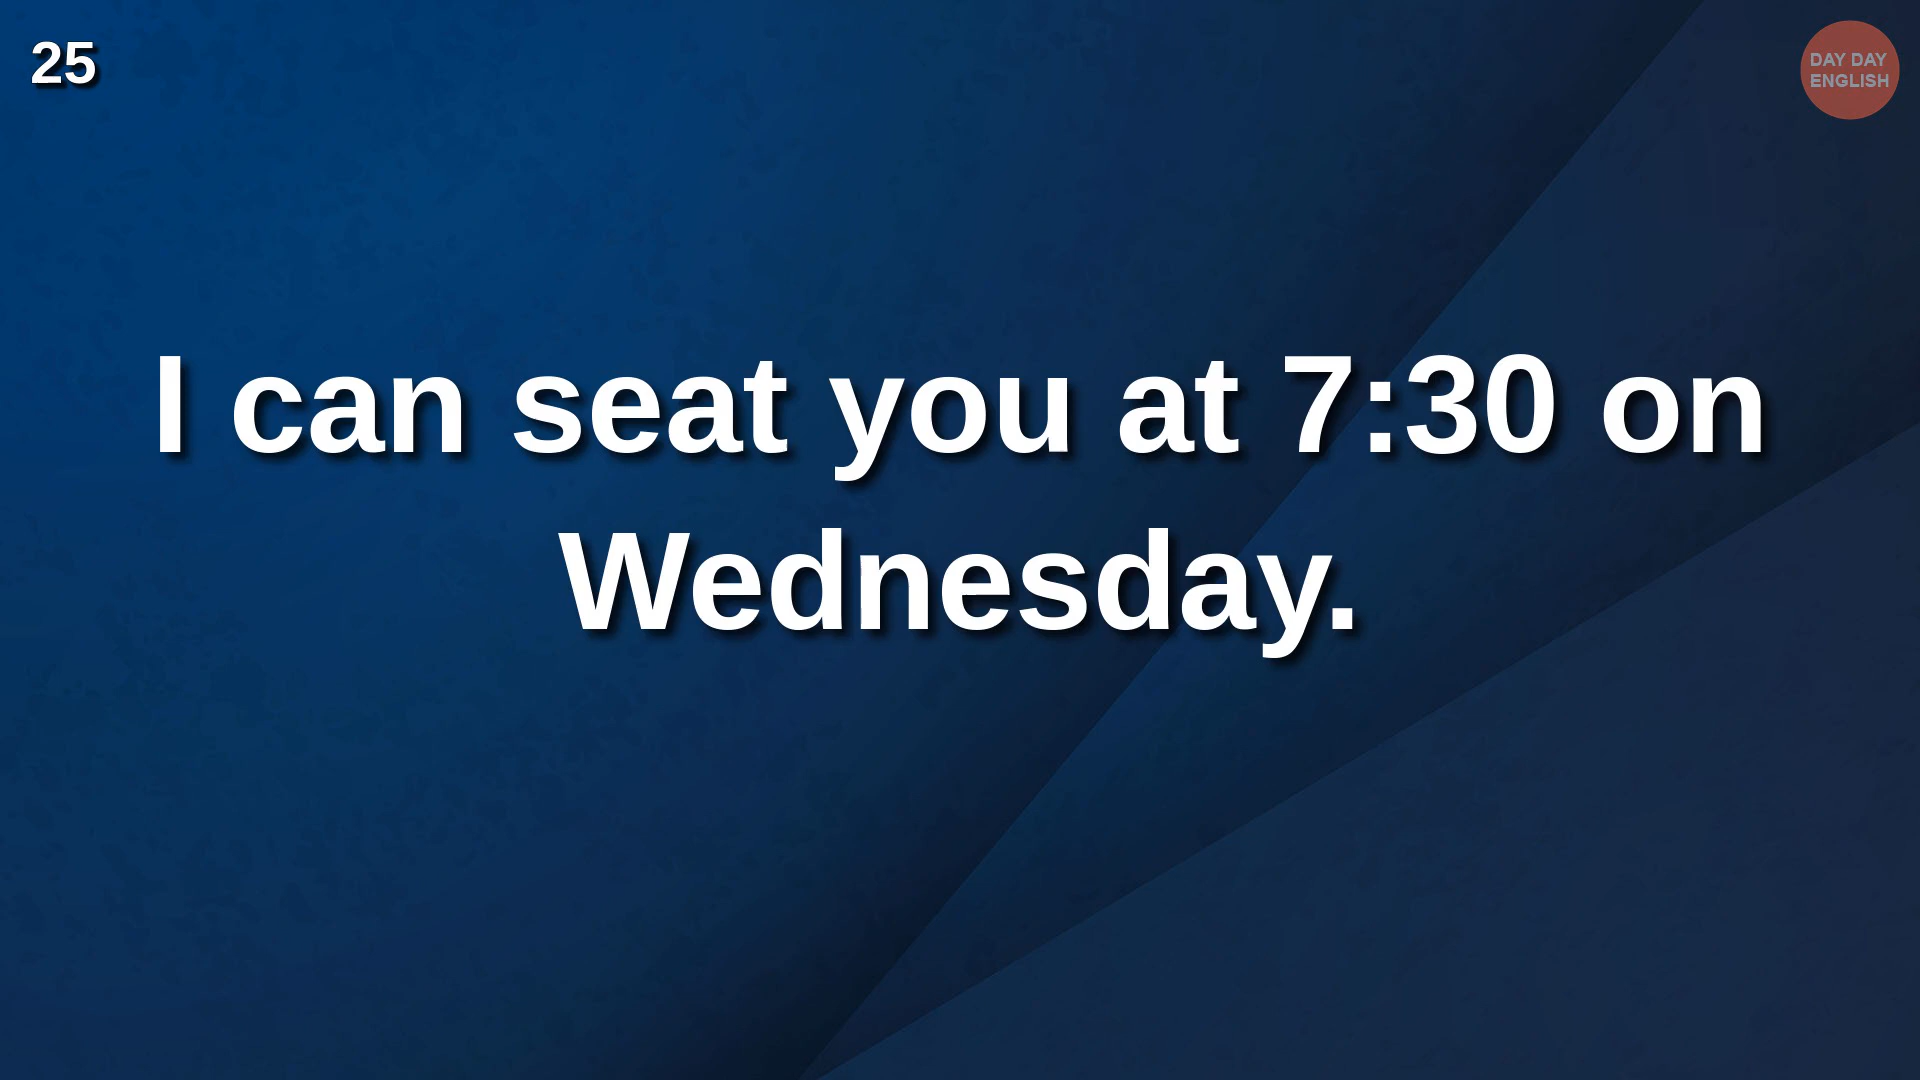 25
DAY DAY
ENGLISH
I can seat you at 7:30 on
Wednesday.